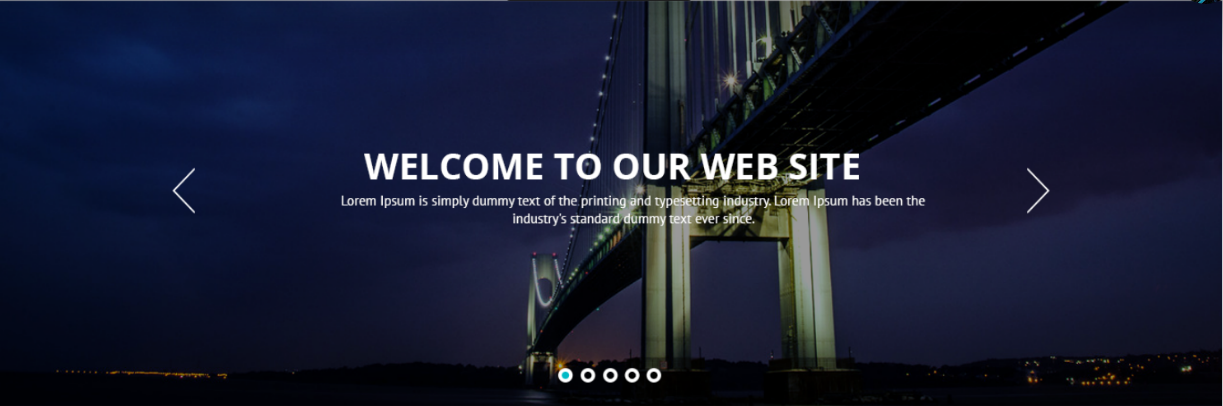 WELCOME TO OUR WEB SITE
Lorem Ipsum is simply dummy text of the printing and typesetting industry. Lorem Ipsum has been the
industry's standard dummy text ever since.